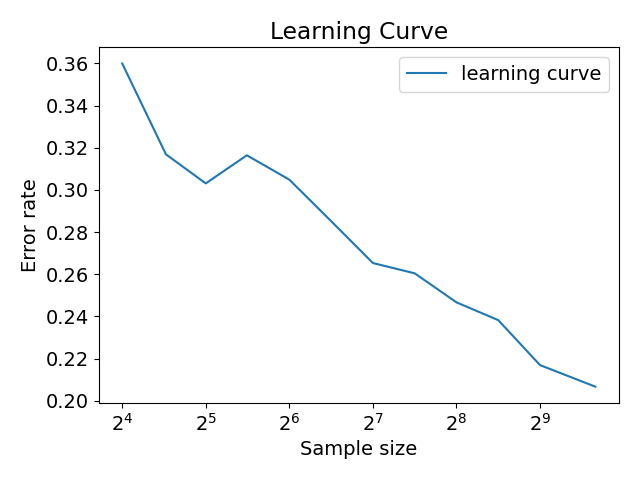 Learning Curve
learning curve
0.36
0.34
0.32
0.30
0.28
0.26
0.24
0.22
0.20
Error rate
2⁴ 2⁵ 2⁶ 2⁷ 2⁸ 2⁹
Sample size